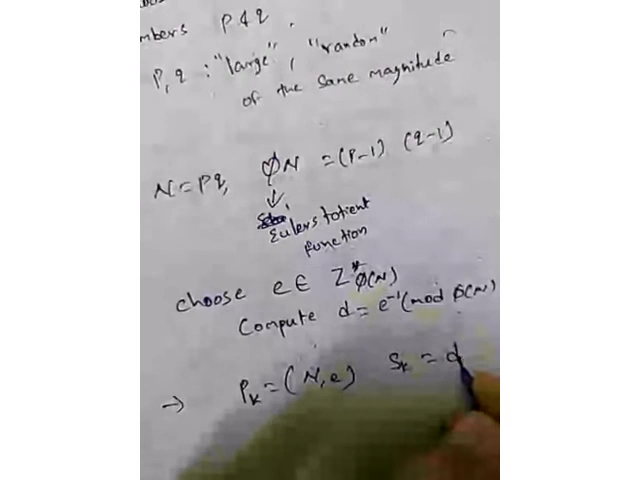 mbers P & q .
P, q : "large" , "random"
of the same magnitude
N = Pq, ϕN = (P-1) (q-1)
↓
Eulers totient
function
choose e ∈ Z*ϕ(N)
Compute d = e⁻¹ (mod ϕ(N)
→ Pk = (N, e) Sk = d